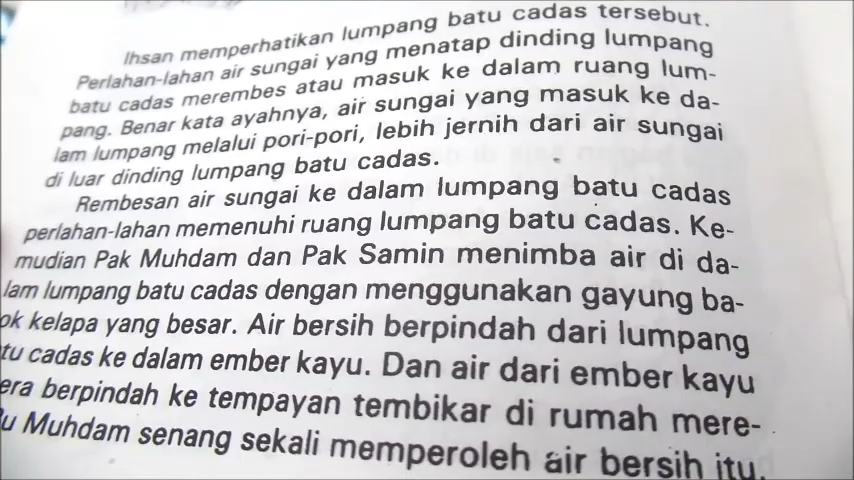 Ihsan memperhatikan lumpang batu cadas tersebut.
Perlahan-lahan air sungai yang menatap dinding lumpang
batu cadas merembes atau masuk ke dalam ruang lum-
pang. Benar kata ayahnya, air sungai yang masuk ke da-
lam lumpang melalui pori-pori, lebih jernih dari air sungai
di luar dinding lumpang batu cadas.
Rembesan air sungai ke dalam lumpang batu cadas
perlahan-lahan memenuhi ruang lumpang batu cadas. Ke-
mudian Pak Muhdam dan Pak Samin menimba air di da-
lam lumpang batu cadas dengan menggunakan gayung ba-
ok kelapa yang besar. Air bersih berpindah dari lumpang
tu cadas ke dalam ember kayu. Dan air dari ember kayu
era berpindah ke tempayan tembikar di rumah mere-
u Muhdam senang sekali memperoleh air bersih itu.